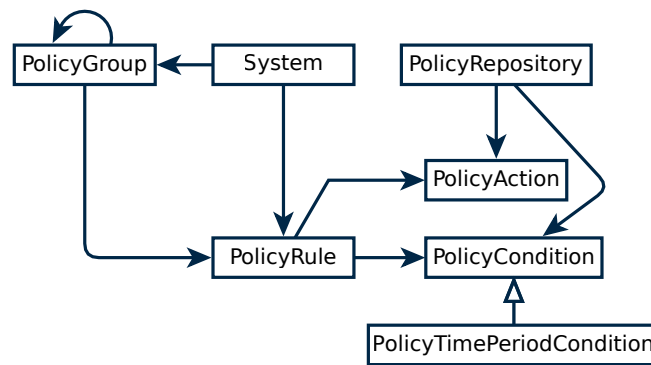 PolicyGroup
System
PolicyRepository
PolicyAction
PolicyRule
PolicyCondition
PolicyTimePeriodCondition